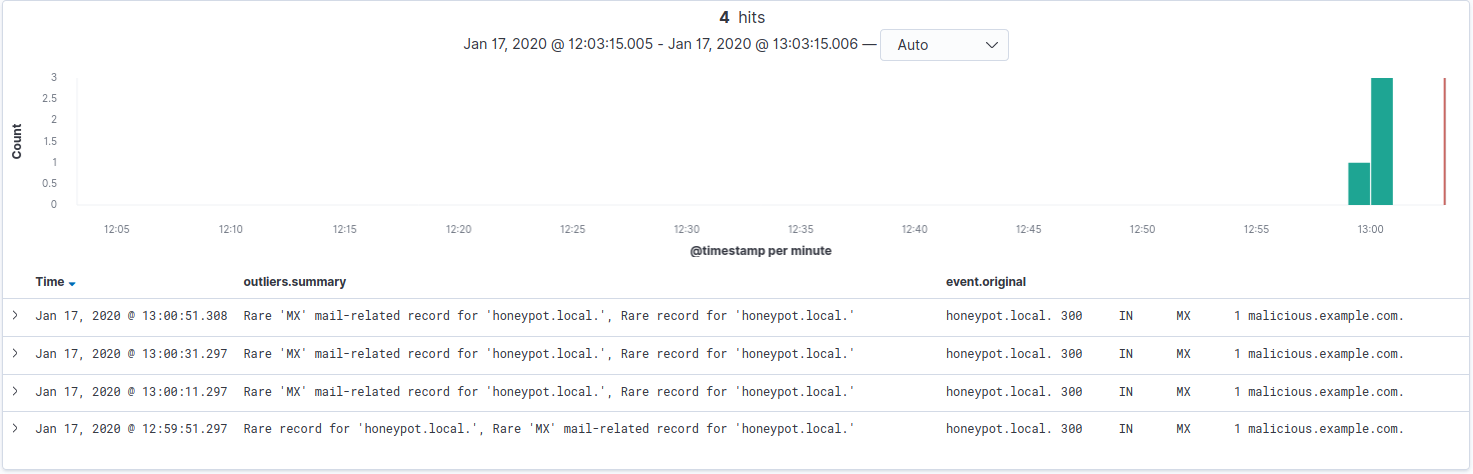 4 hits
Jan 17, 2020 @ 12:03:15.005 - Jan 17, 2020 @ 13:03:15.006 — Auto
3
2.5
2
1.5
1
0.5
0
Count
12:05 12:10 12:15 12:20 12:25 12:30 12:35 12:40 12:45 12:50 12:55 13:00
@timestamp per minute
Time outliers.summary event.original
Jan 17, 2020 @ 13:00:51.308 Rare 'MX' mail-related record for 'honeypot.local.', Rare record for 'honeypot.local.' honeypot.local. 300 IN MX 1 malicious.example.com.
Jan 17, 2020 @ 13:00:31.297 Rare 'MX' mail-related record for 'honeypot.local.', Rare record for 'honeypot.local.' honeypot.local. 300 IN MX 1 malicious.example.com.
Jan 17, 2020 @ 13:00:11.297 Rare 'MX' mail-related record for 'honeypot.local.', Rare record for 'honeypot.local.' honeypot.local. 300 IN MX 1 malicious.example.com.
Jan 17, 2020 @ 12:59:51.297 Rare record for 'honeypot.local.', Rare 'MX' mail-related record for 'honeypot.local.' honeypot.local. 300 IN MX 1 malicious.example.com.